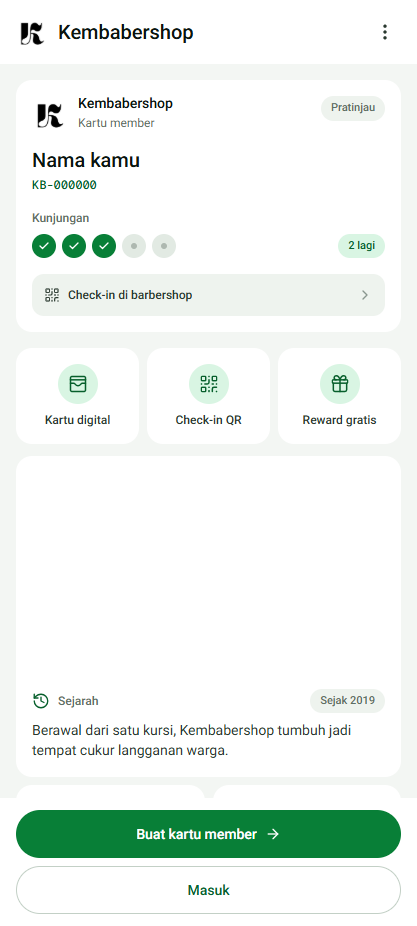 Kembabershop
Kembabershop
Kartu member
Pratinjau
Nama kamu
KB-000000
Kunjungan
2 lagi
Check-in di barbershop
Kartu digital
Check-in QR
Reward gratis
Sejarah
Sejak 2019
Berawal dari satu kursi, Kembabershop tumbuh jadi
tempat cukur langganan warga.
Buat kartu member
Masuk